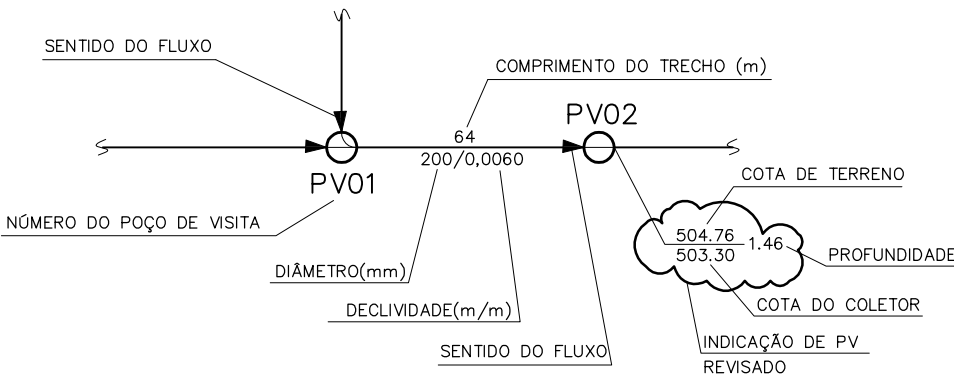 SENTIDO DO FLUXO
COMPRIMENTO DO TRECHO (m)
PV02
64
200/0,0060
PV01
COTA DE TERRENO
NÚMERO DO POÇO DE VISITA
504.76
1.46
503.30
PROFUNDIDADE
DIÂMETRO(mm)
DECLIVIDADE(m/m)
COTA DO COLETOR
SENTIDO DO FLUXO
INDICAÇÃO DE PV
REVISADO